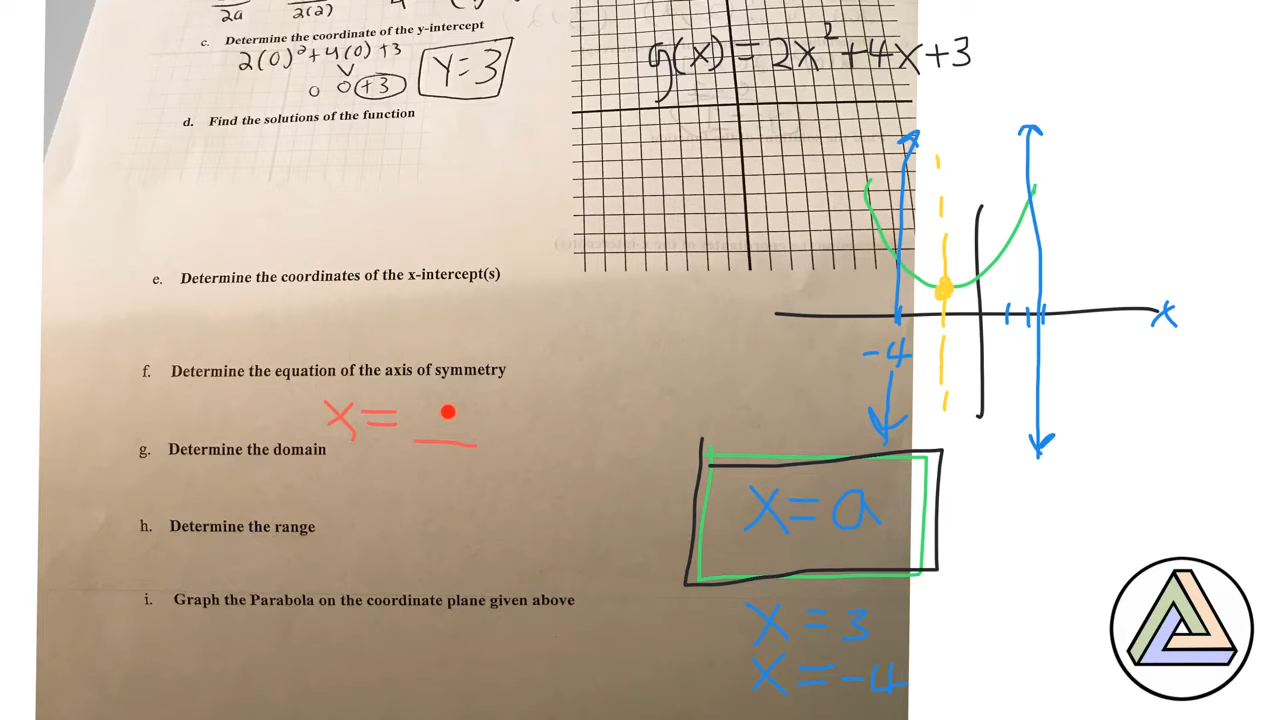 2a 2(2) 4
c. Determine the coordinate of the y-intercept
2(0)²+4(0)+3
0 0+3
Y=3
d. Find the solutions of the function
e. Determine the coordinates of the x-intercept(s)
f. Determine the equation of the axis of symmetry
x=
g. Determine the domain
h. Determine the range
i. Graph the Parabola on the coordinate plane given above
g(x)=2x²+4x+3
x
-4
x=a
x=3
x=-4